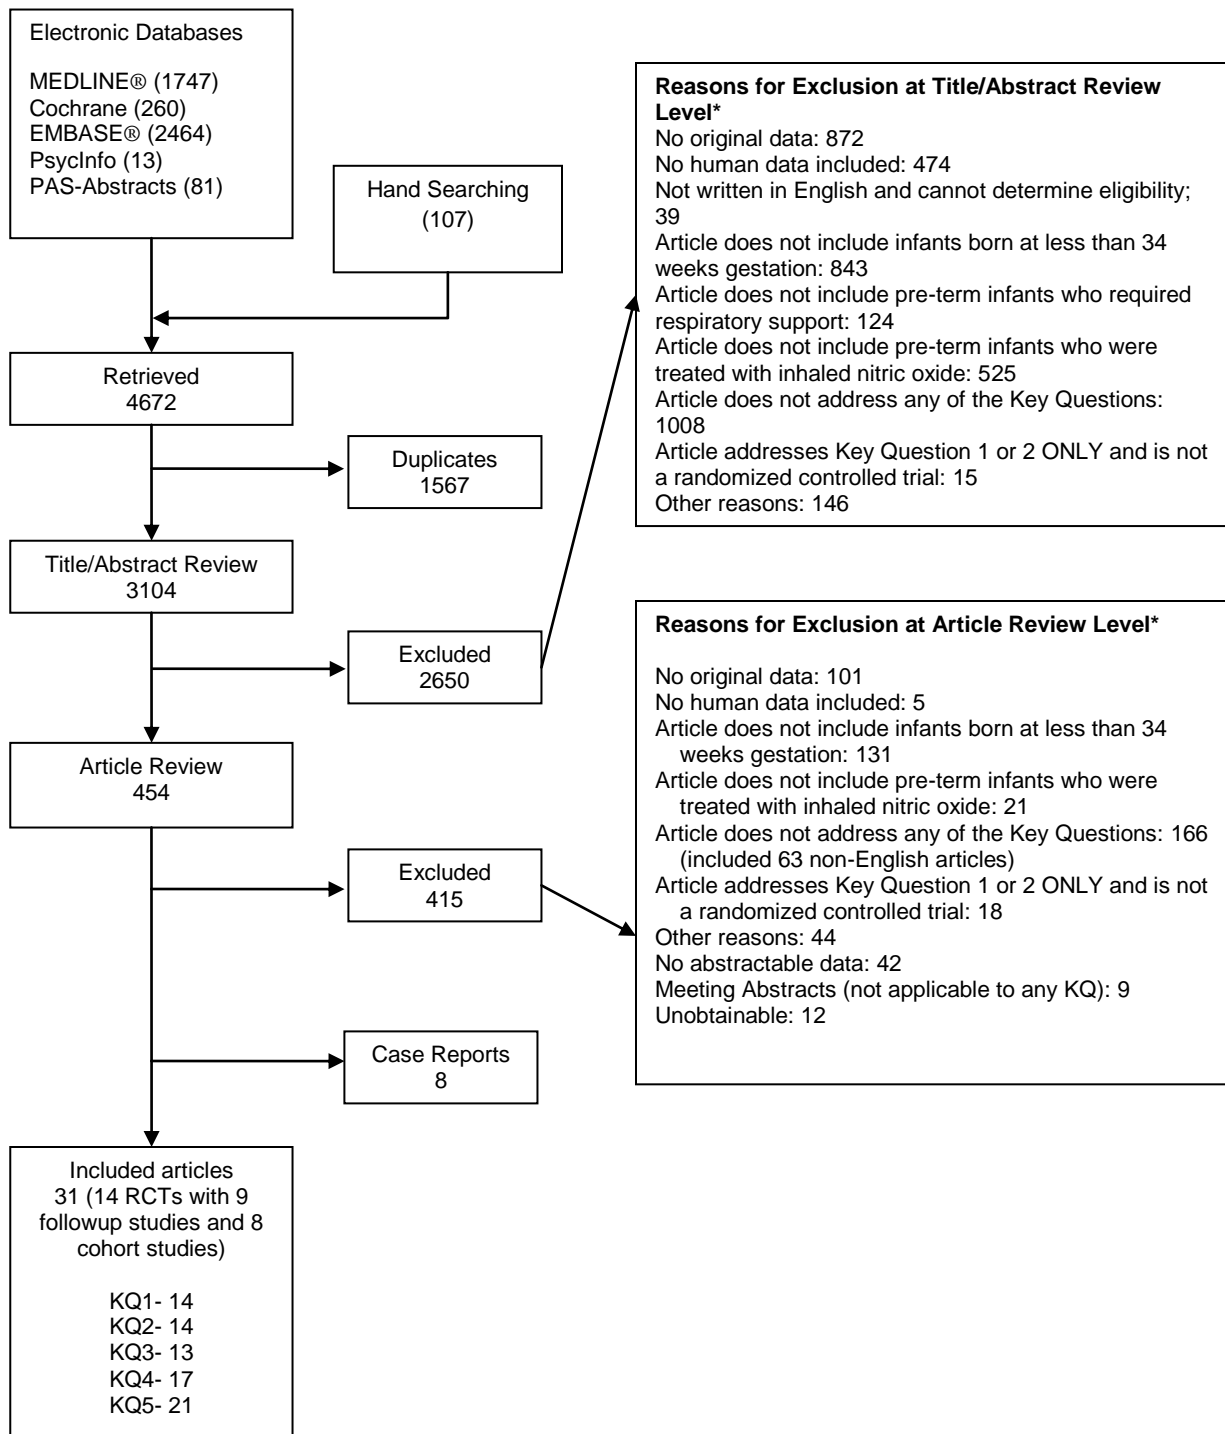 Electronic Databases
MEDLINE® (1747)
Cochrane (260)
EMBASE® (2464)
PsycInfo (13)
PAS-Abstracts (81)
Hand Searching
(107)
Retrieved
4672
Duplicates
1567
Title/Abstract Review
3104
Excluded
2650
Reasons for Exclusion at Title/Abstract Review
Level*
No original data: 872
No human data included: 474
Not written in English and cannot determine eligibility;
39
Article does not include infants born at less than 34
weeks gestation: 843
Article does not include pre-term infants who required
respiratory support: 124
Article does not include pre-term infants who were
treated with inhaled nitric oxide: 525
Article does not address any of the Key Questions:
1008
Article addresses Key Question 1 or 2 ONLY and is not
a randomized controlled trial: 15
Other reasons: 146
Article Review
454
Excluded
415
Reasons for Exclusion at Article Review Level*
No original data: 101
No human data included: 5
Article does not include infants born at less than 34
weeks gestation: 131
Article does not include pre-term infants who were
treated with inhaled nitric oxide: 21
Article does not address any of the Key Questions: 166
(included 63 non-English articles)
Article addresses Key Question 1 or 2 ONLY and is not
a randomized controlled trial: 18
Other reasons: 44
No abstractable data: 42
Meeting Abstracts (not applicable to any KQ): 9
Unobtainable: 12
Case Reports
8
Included articles
31 (14 RCTs with 9
followup studies and 8
cohort studies)
KQ1- 14
KQ2- 14
KQ3- 13
KQ4- 17
KQ5- 21